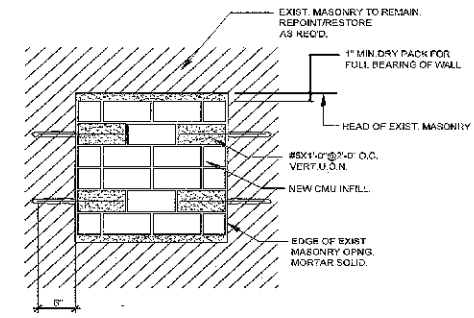 EXIST. MASONRY TO REMAIN.
REPOINT/RESTORE
AS REQ'D.
1" MIN. DRY PACK FOR
FULL BEARING OF WALL
HEAD OF EXIST. MASONRY
#5X1'-0"@2'-0" O.C.
VERT. U.O.N.
NEW CMU INFILL.
EDGE OF EXIST
MASONRY OPNG.
MORTAR SOLID.